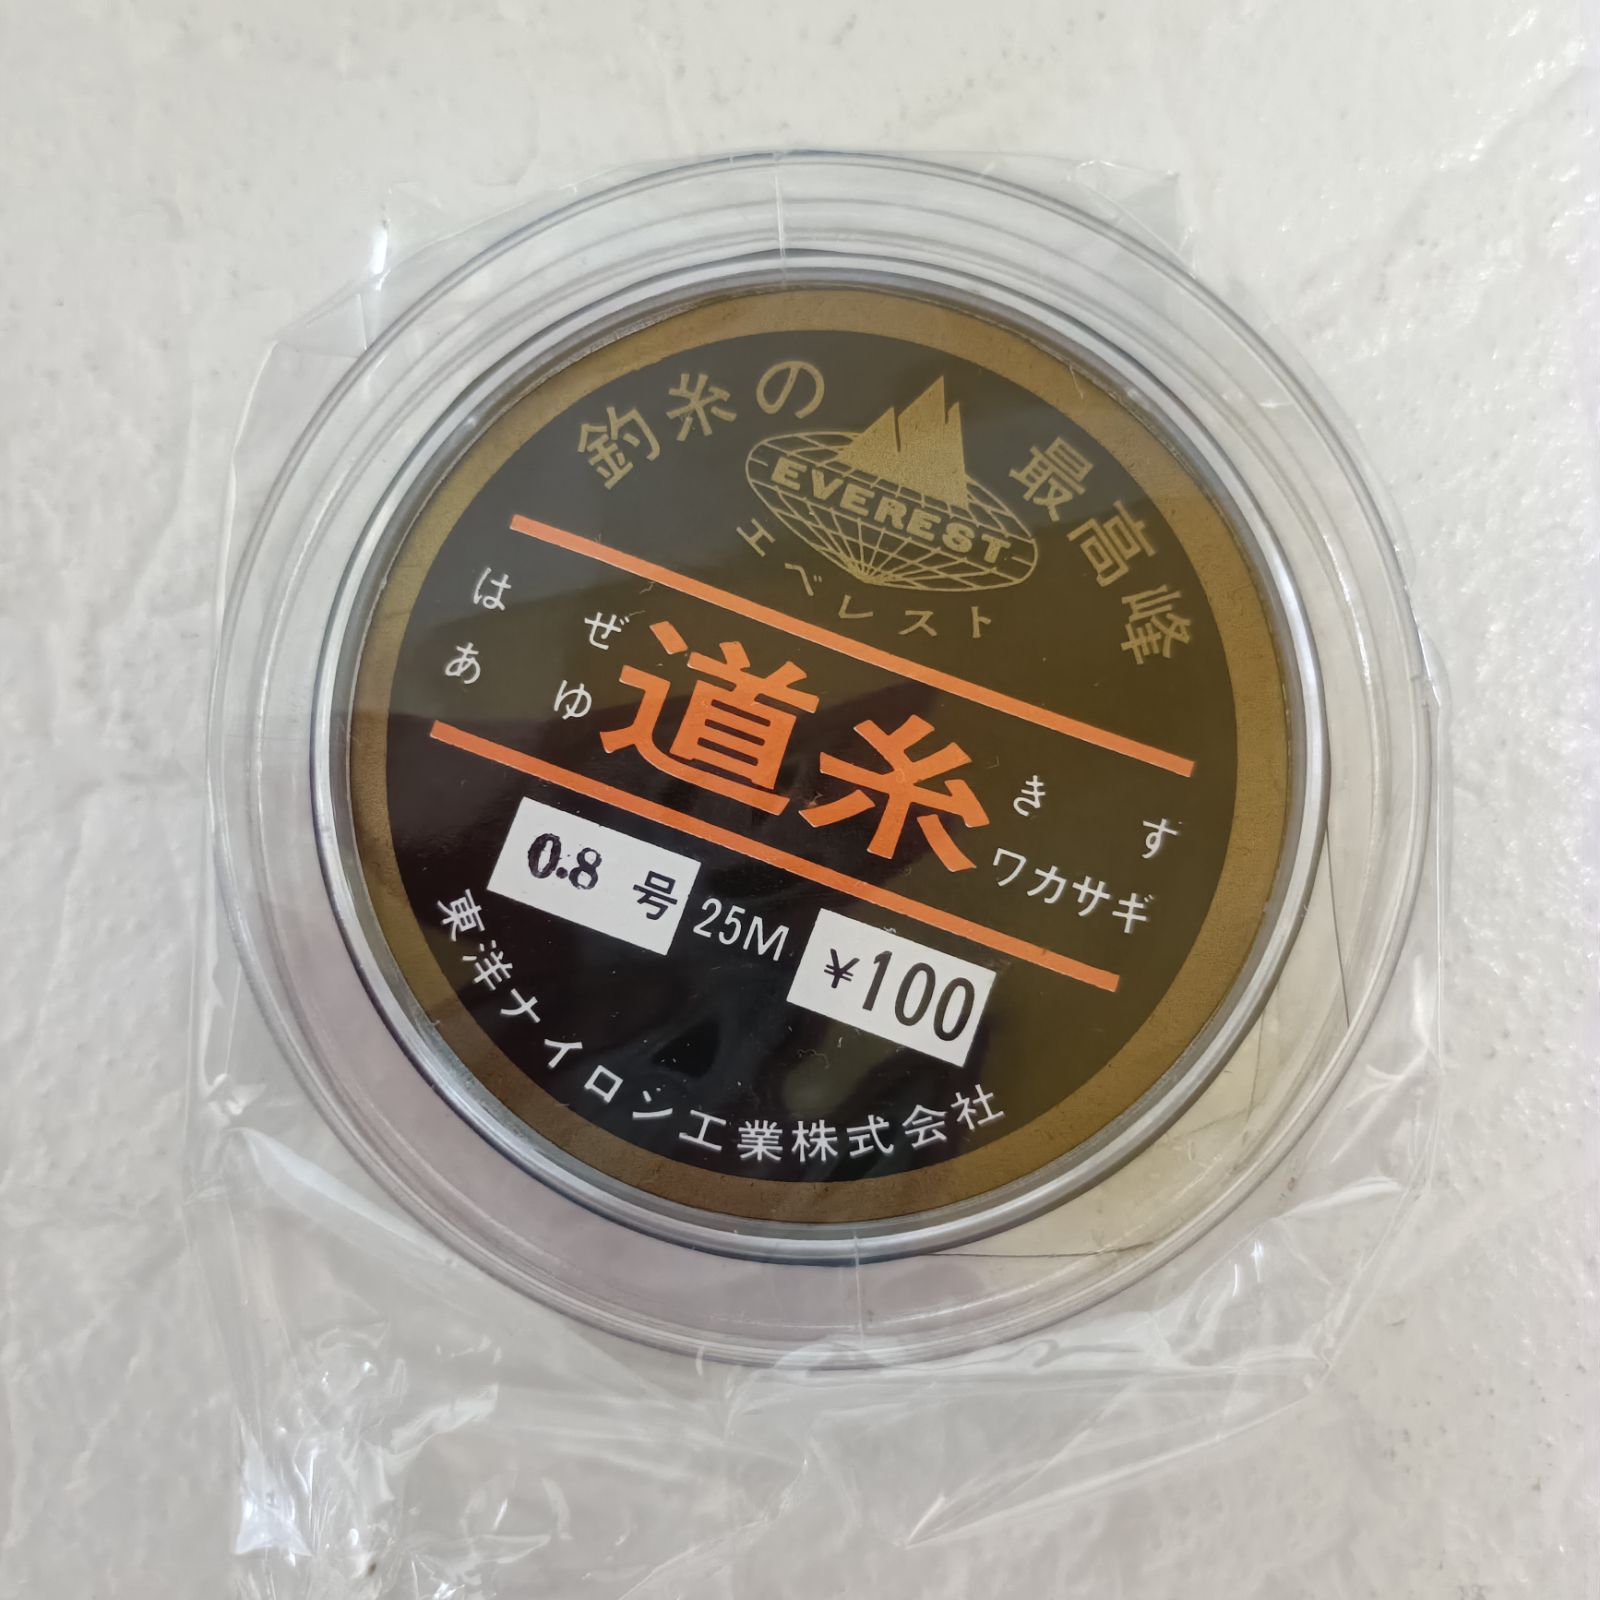 釣糸の 最高峰
EVEREST
エベレスト
はぜ 道糸 きす
あゆ ワカサギ
0.8 号 25M ¥100
東洋ナイロン工業株式会社